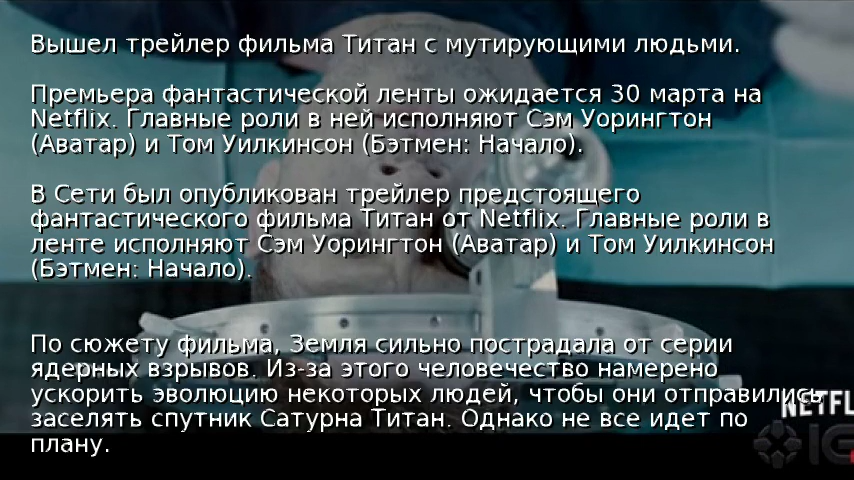 Вышел трейлер фильма Титан с мутирующими людьми.
Премьера фантастической ленты ожидается 30 марта на
Netflix. Главные роли в ней исполняют Сэм Уорингтон
(Аватар) и Том Уилкинсон (Бэтмен: Начало).
В Сети был опубликован трейлер предстоящего
фантастического фильма Титан от Netflix. Главные роли в
ленте исполняют Сэм Уорингтон (Аватар) и Том Уилкинсон
(Бэтмен: Начало).
По сюжету фильма, Земля сильно пострадала от серии
ядерных взрывов. Из-за этого человечество намерено
ускорить эволюцию некоторых людей, чтобы они отправились
заселять спутник Сатурна Титан. Однако не все идет по
плану.
NETFL
IG